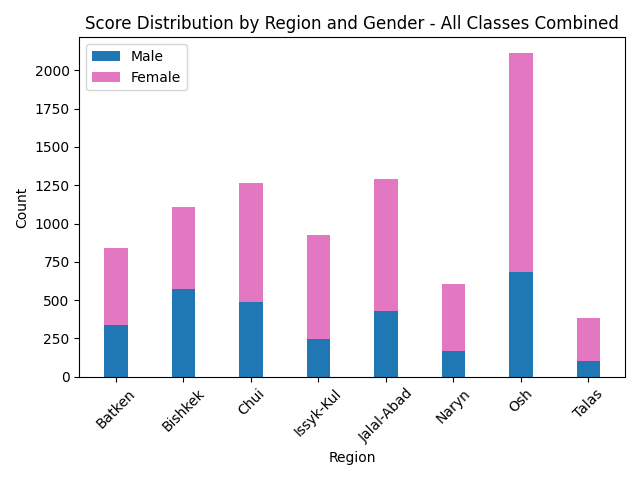 Score Distribution by Region and Gender - All Classes Combined
Male
Female
2000
1750
1500
1250
1000
750
500
250
0
Count
Batken
Bishkek
Chui
Issyk-Kul
Jalal-Abad
Naryn
Osh
Talas
Region